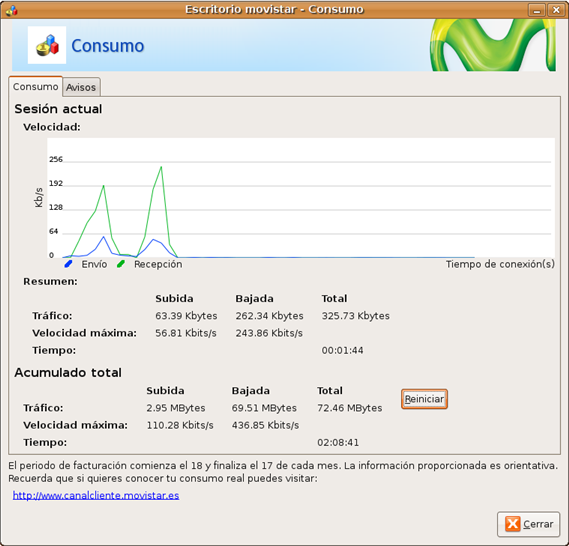 Escritorio movistar - Consumo
Consumo
Consumo Avisos
Sesión actual
Velocidad:
256
192
128
64
0
Kb/s
Envío Recepción Tiempo de conexión(s)
Resumen:
Subida Bajada Total
Tráfico: 63.39 Kbytes 262.34 Kbytes 325.73 Kbytes
Velocidad máxima: 56.81 Kbits/s 243.86 Kbits/s
Tiempo: 00:01:44
Acumulado total
Subida Bajada Total
Reiniciar
Tráfico: 2.95 MBytes 69.51 MBytes 72.46 MBytes
Velocidad máxima: 110.28 Kbits/s 436.85 Kbits/s
Tiempo: 02:08:41
El periodo de facturación comienza el 18 y finaliza el 17 de cada mes. La información proporcionada es orientativa.
Recuerda que si quieres conocer tu consumo real puedes visitar:
http://www.canalcliente.movistar.es
Cerrar